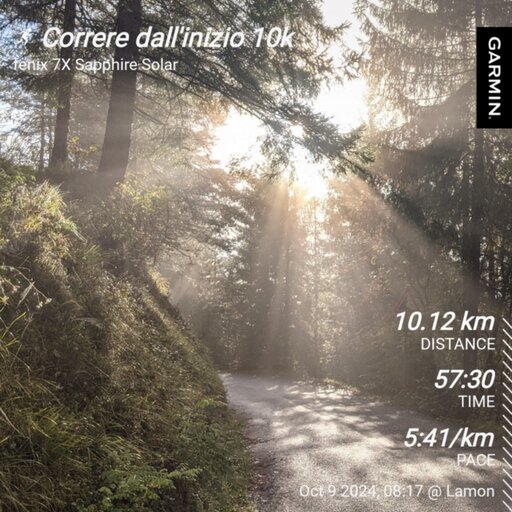 Correre dall'inizio 10k
fēnix 7X Sapphire Solar
GARMIN.
10.12 km
DISTANCE
57:30
TIME
5:41/km
PACE
Oct 9 2024, 08:17 @ Lamon